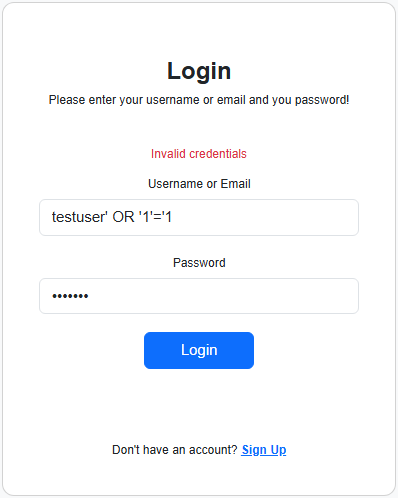 Login
Please enter your username or email and you password!
Invalid credentials
Username or Email
testuser' OR '1'='1
Password
•••••••
Login
Don't have an account? Sign Up